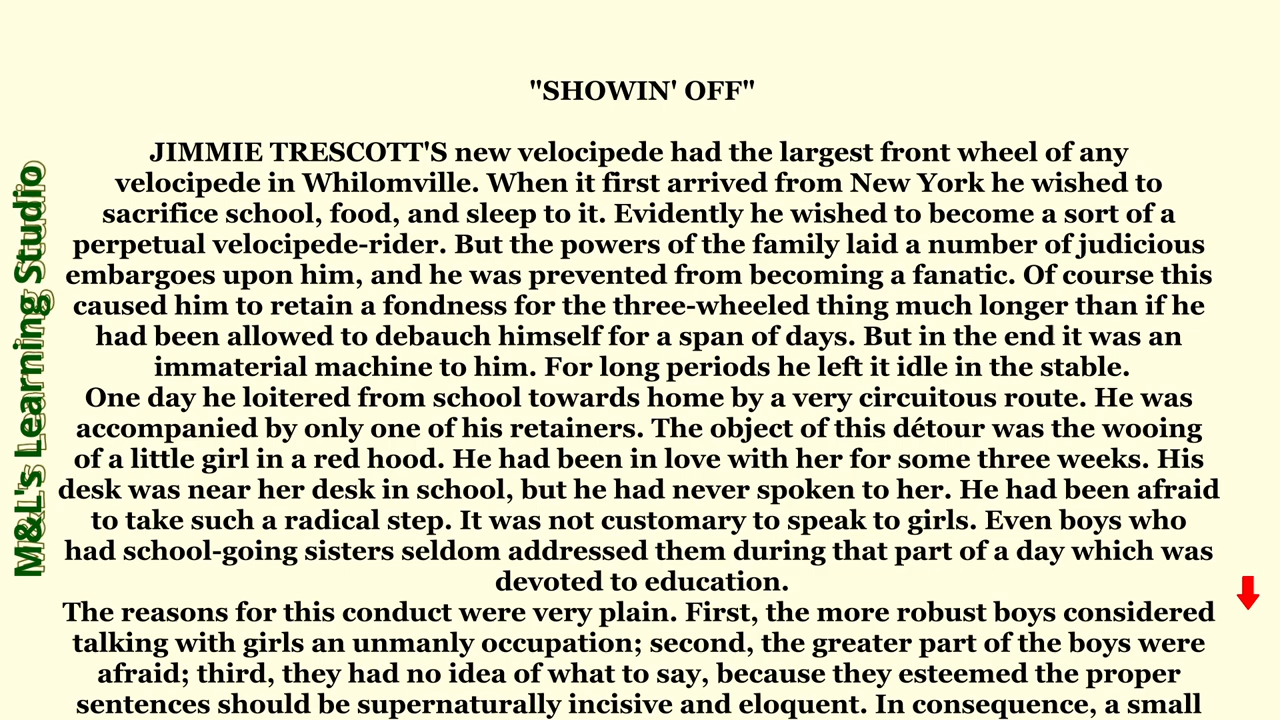 "SHOWIN' OFF"
JIMMIE TRESCOTT'S new velocipede had the largest front wheel of any
velocipede in Whilomville. When it first arrived from New York he wished to
sacrifice school, food, and sleep to it. Evidently he wished to become a sort of a
perpetual velocipede-rider. But the powers of the family laid a number of judicious
embargoes upon him, and he was prevented from becoming a fanatic. Of course this
caused him to retain a fondness for the three-wheeled thing much longer than if he
had been allowed to debauch himself for a span of days. But in the end it was an
immaterial machine to him. For long periods he left it idle in the stable.
One day he loitered from school towards home by a very circuitous route. He was
accompanied by only one of his retainers. The object of this détour was the wooing
of a little girl in a red hood. He had been in love with her for some three weeks. His
desk was near her desk in school, but he had never spoken to her. He had been afraid
to take such a radical step. It was not customary to speak to girls. Even boys who
had school-going sisters seldom addressed them during that part of a day which was
devoted to education.
The reasons for this conduct were very plain. First, the more robust boys considered
talking with girls an unmanly occupation; second, the greater part of the boys were
afraid; third, they had no idea of what to say, because they esteemed the proper
sentences should be supernaturally incisive and eloquent. In consequence, a small
M&L's Learning Studio